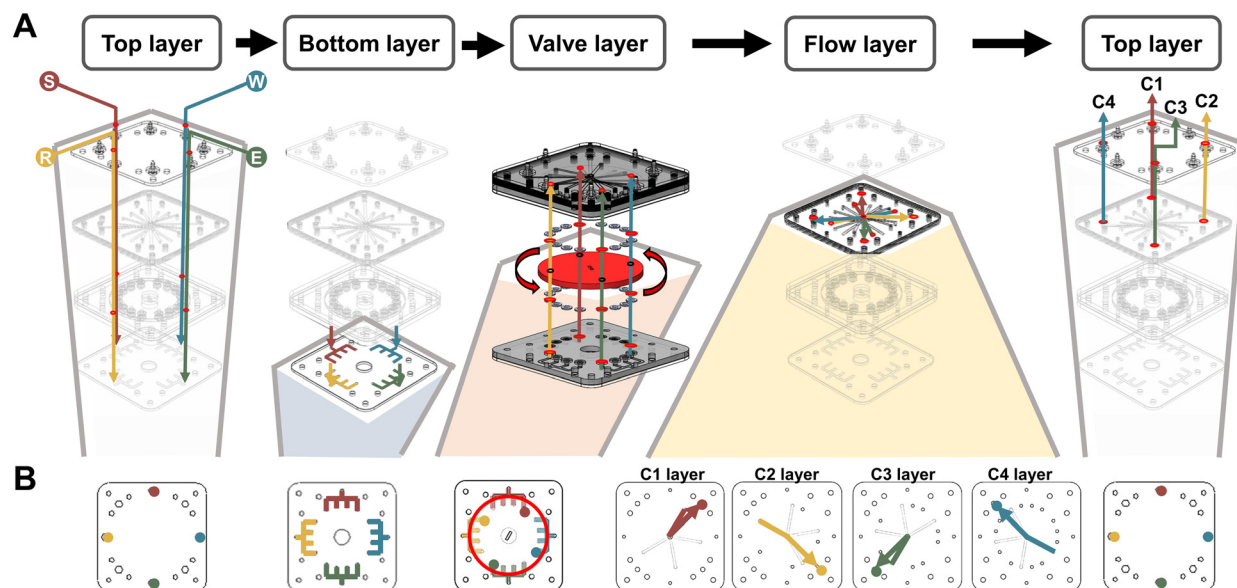 A
Top layer
Bottom layer
Valve layer
Flow layer
Top layer
S
W
R
E
C4
C1
C3
C2
B
C1 layer
C2 layer
C3 layer
C4 layer